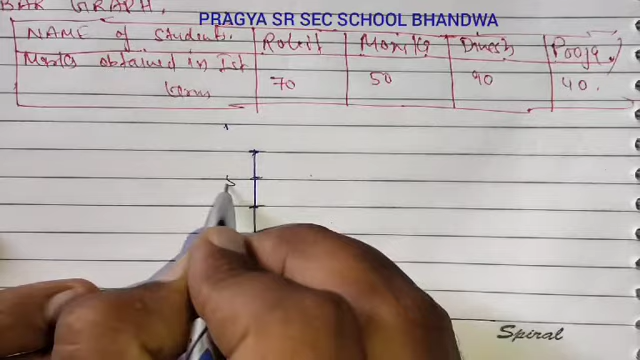 BAR GRAPH.
PRAGYA SR SEC SCHOOL BHANDWA
NAME of Students. Rohit Monika Dinesh Pooja
Marks obtained in Ist term 70 50 90 40.
Spiral